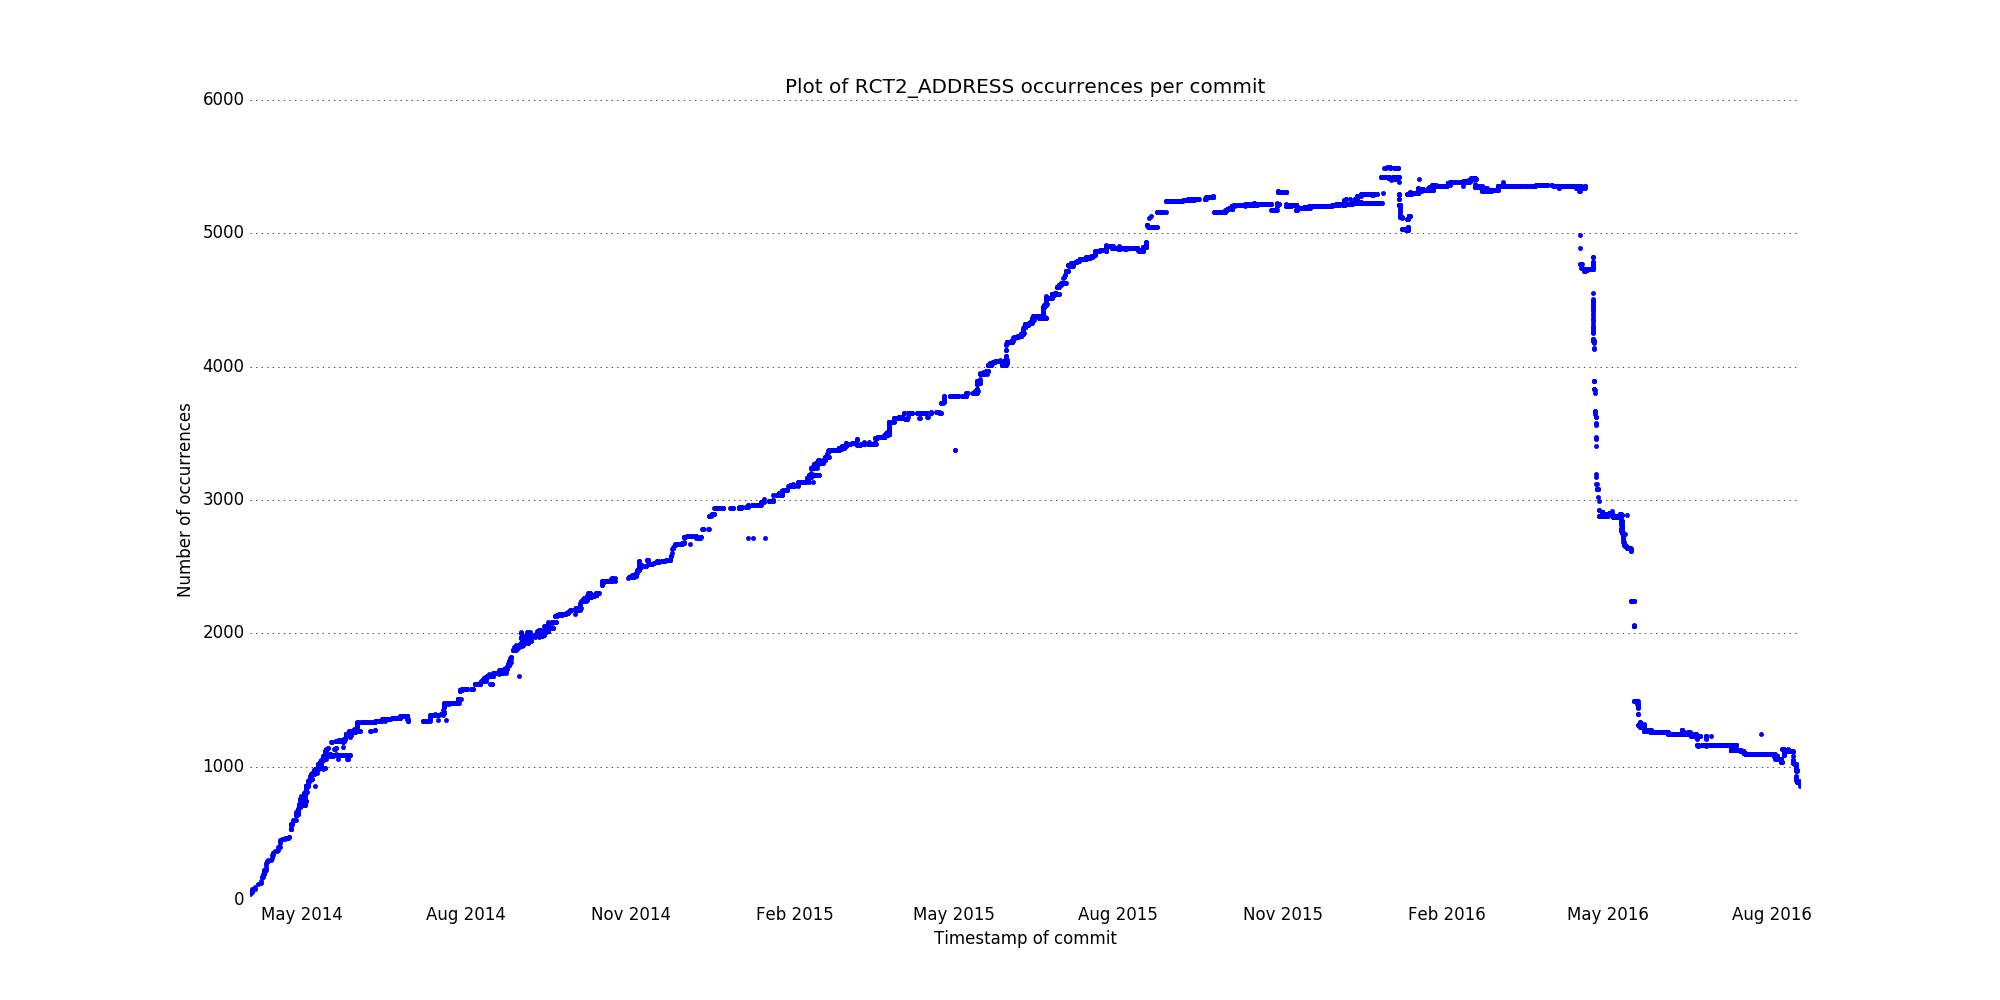 Plot of RCT2_ADDRESS occurrences per commit
6000
5000
4000
3000
2000
1000
0
Number of occurrences
May 2014 Aug 2014 Nov 2014 Feb 2015 May 2015 Aug 2015 Nov 2015 Feb 2016 May 2016 Aug 2016
Timestamp of commit